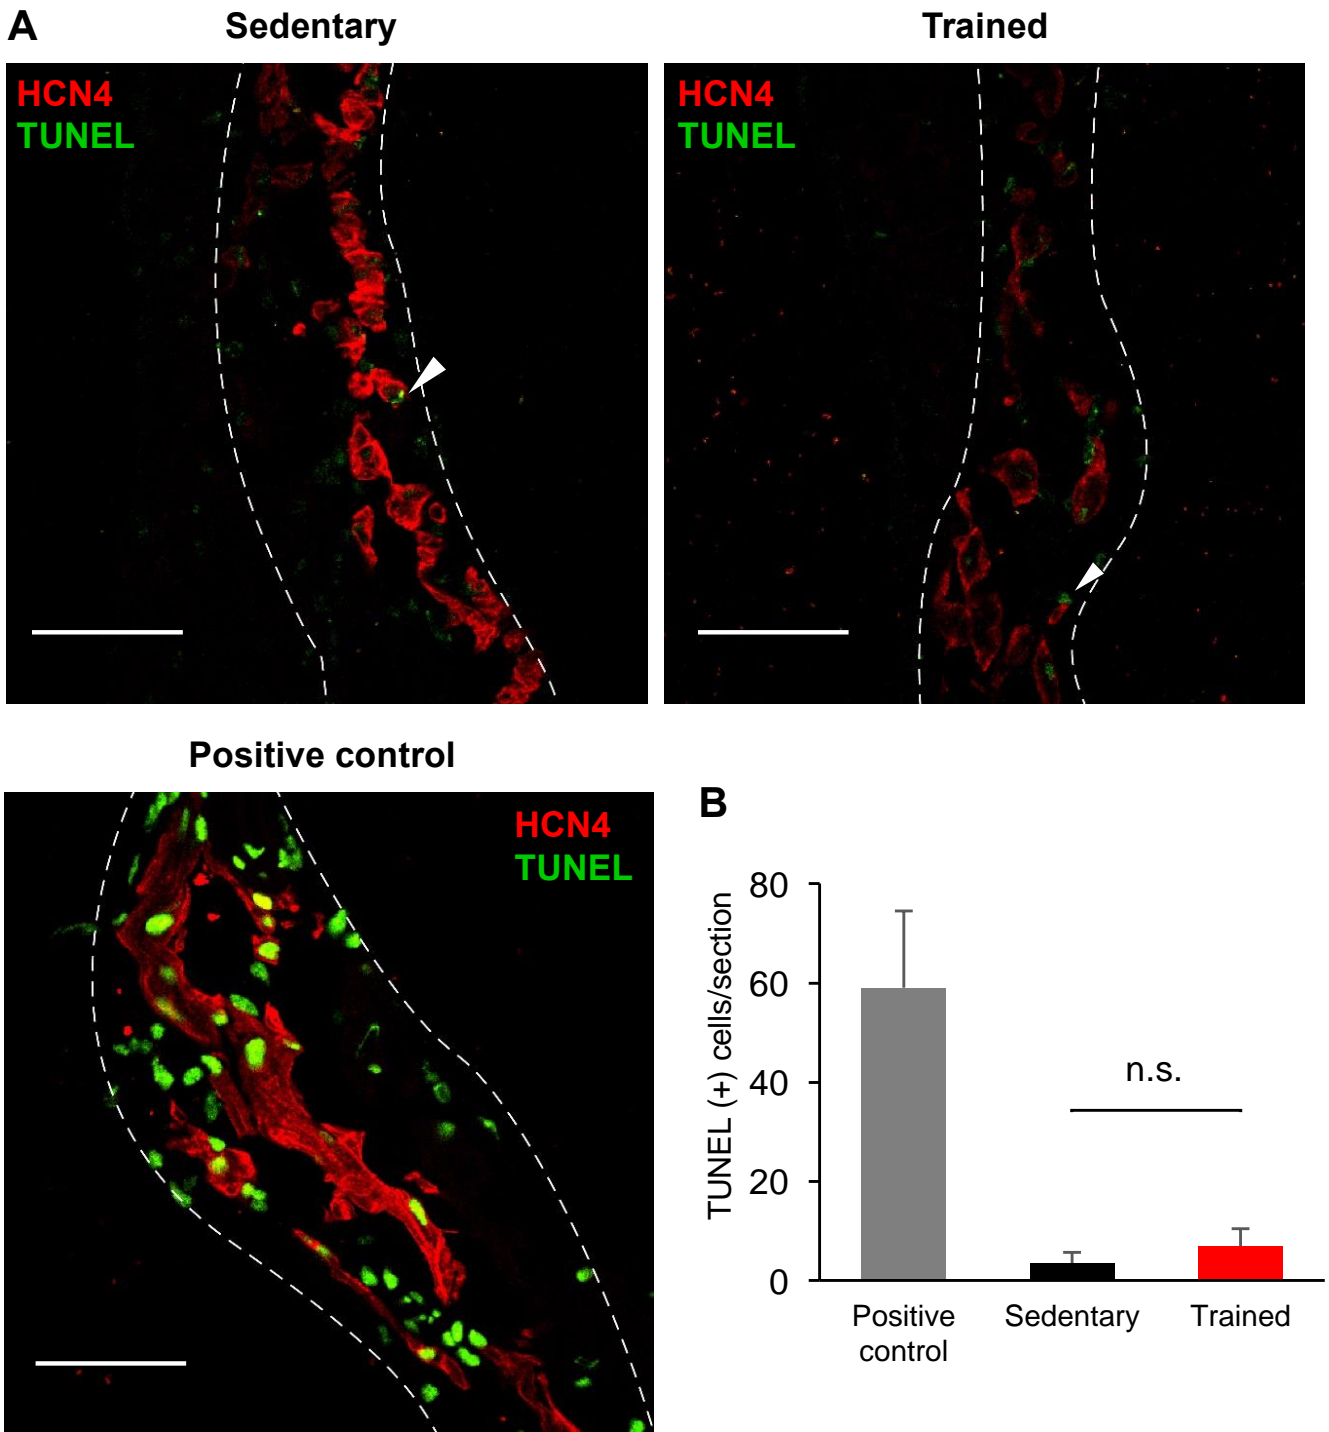 A
Sedentary
Trained
HCN4
TUNEL
HCN4
TUNEL
Positive control
HCN4
TUNEL
B
TUNEL (+) cells/section
80
60
40
20
0
n.s.
Positive
control
Sedentary
Trained